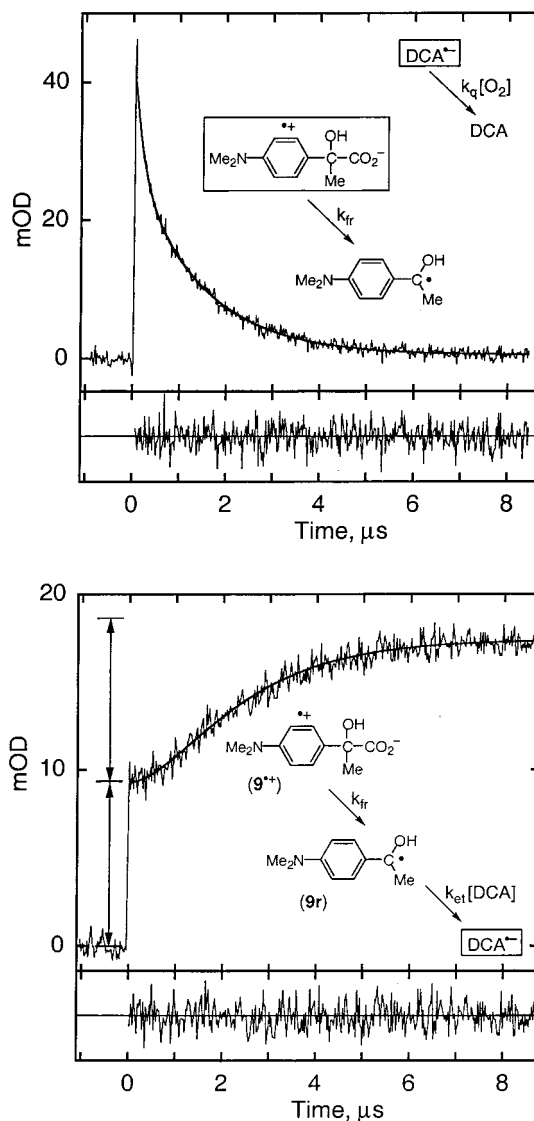 40
20
0
mOD
DCA•−
kq[O2]
DCA
•+
OH
Me2N
C—CO2−
Me
kfr
OH
Me2N
C•
Me
0 2 4 6 8
Time, μs
20
10
0
mOD
•+
OH
Me2N
C—CO2−
Me
(9•+)
kfr
OH
Me2N
C•
Me
(9r)
ket[DCA]
DCA•−
0 2 4 6 8
Time, μs